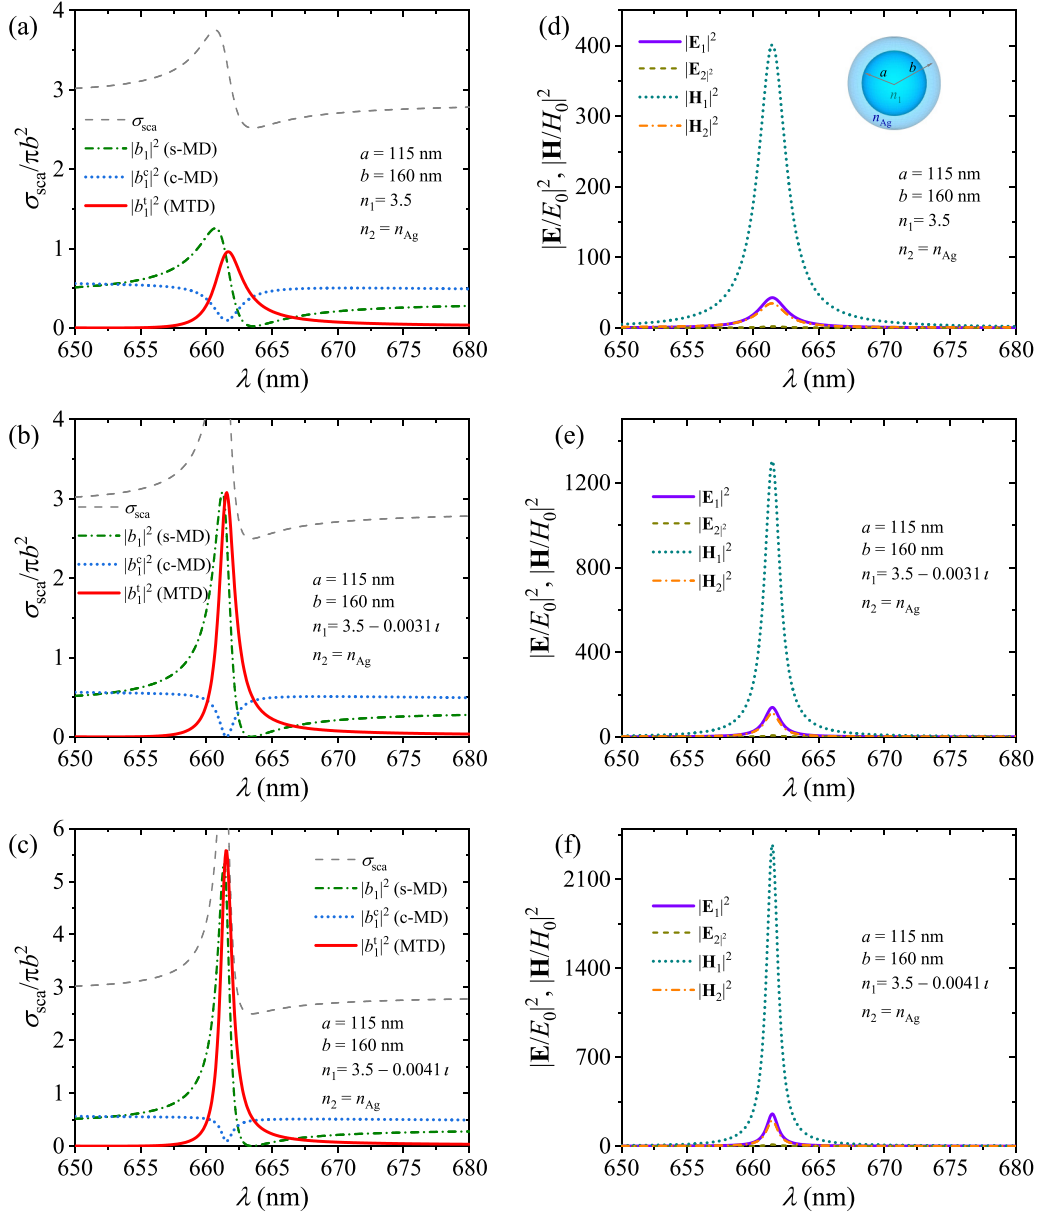 (a)
4
3
2
1
0
σsca/πb²
σsca
|b₁|² (s-MD)
|b₁ᶜ|² (c-MD)
|b₁ᵗ|² (MTD)
a = 115 nm
b = 160 nm
n₁= 3.5
n₂ = nAg
650 655 660 665 670 675 680
λ (nm)
(d)
400
300
200
100
0
|E/E₀|², |H/H₀|²
|E₁|²
|E₂|²
|H₁|²
|H₂|²
a
b
n₁
nAg
a = 115 nm
b = 160 nm
n₁= 3.5
n₂ = nAg
650 655 660 665 670 675 680
λ (nm)
(b)
4
3
2
1
0
σsca/πb²
σsca
|b₁|² (s-MD)
|b₁ᶜ|² (c-MD)
|b₁ᵗ|² (MTD)
a = 115 nm
b = 160 nm
n₁= 3.5 – 0.0031 ι
n₂ = nAg
650 655 660 665 670 675 680
λ (nm)
(e)
1200
800
400
0
|E/E₀|², |H/H₀|²
|E₁|²
|E₂|²
|H₁|²
|H₂|²
a = 115 nm
b = 160 nm
n₁= 3.5 – 0.0031 ι
n₂ = nAg
650 655 660 665 670 675 680
λ (nm)
(c)
6
5
4
3
2
1
0
σsca/πb²
σsca
|b₁|² (s-MD)
|b₁ᶜ|² (c-MD)
|b₁ᵗ|² (MTD)
a = 115 nm
b = 160 nm
n₁= 3.5 – 0.0041 ι
n₂ = nAg
650 655 660 665 670 675 680
λ (nm)
(f)
2100
1400
700
0
|E/E₀|², |H/H₀|²
|E₁|²
|E₂|²
|H₁|²
|H₂|²
a = 115 nm
b = 160 nm
n₁= 3.5 – 0.0041 ι
n₂ = nAg
650 655 660 665 670 675 680
λ (nm)